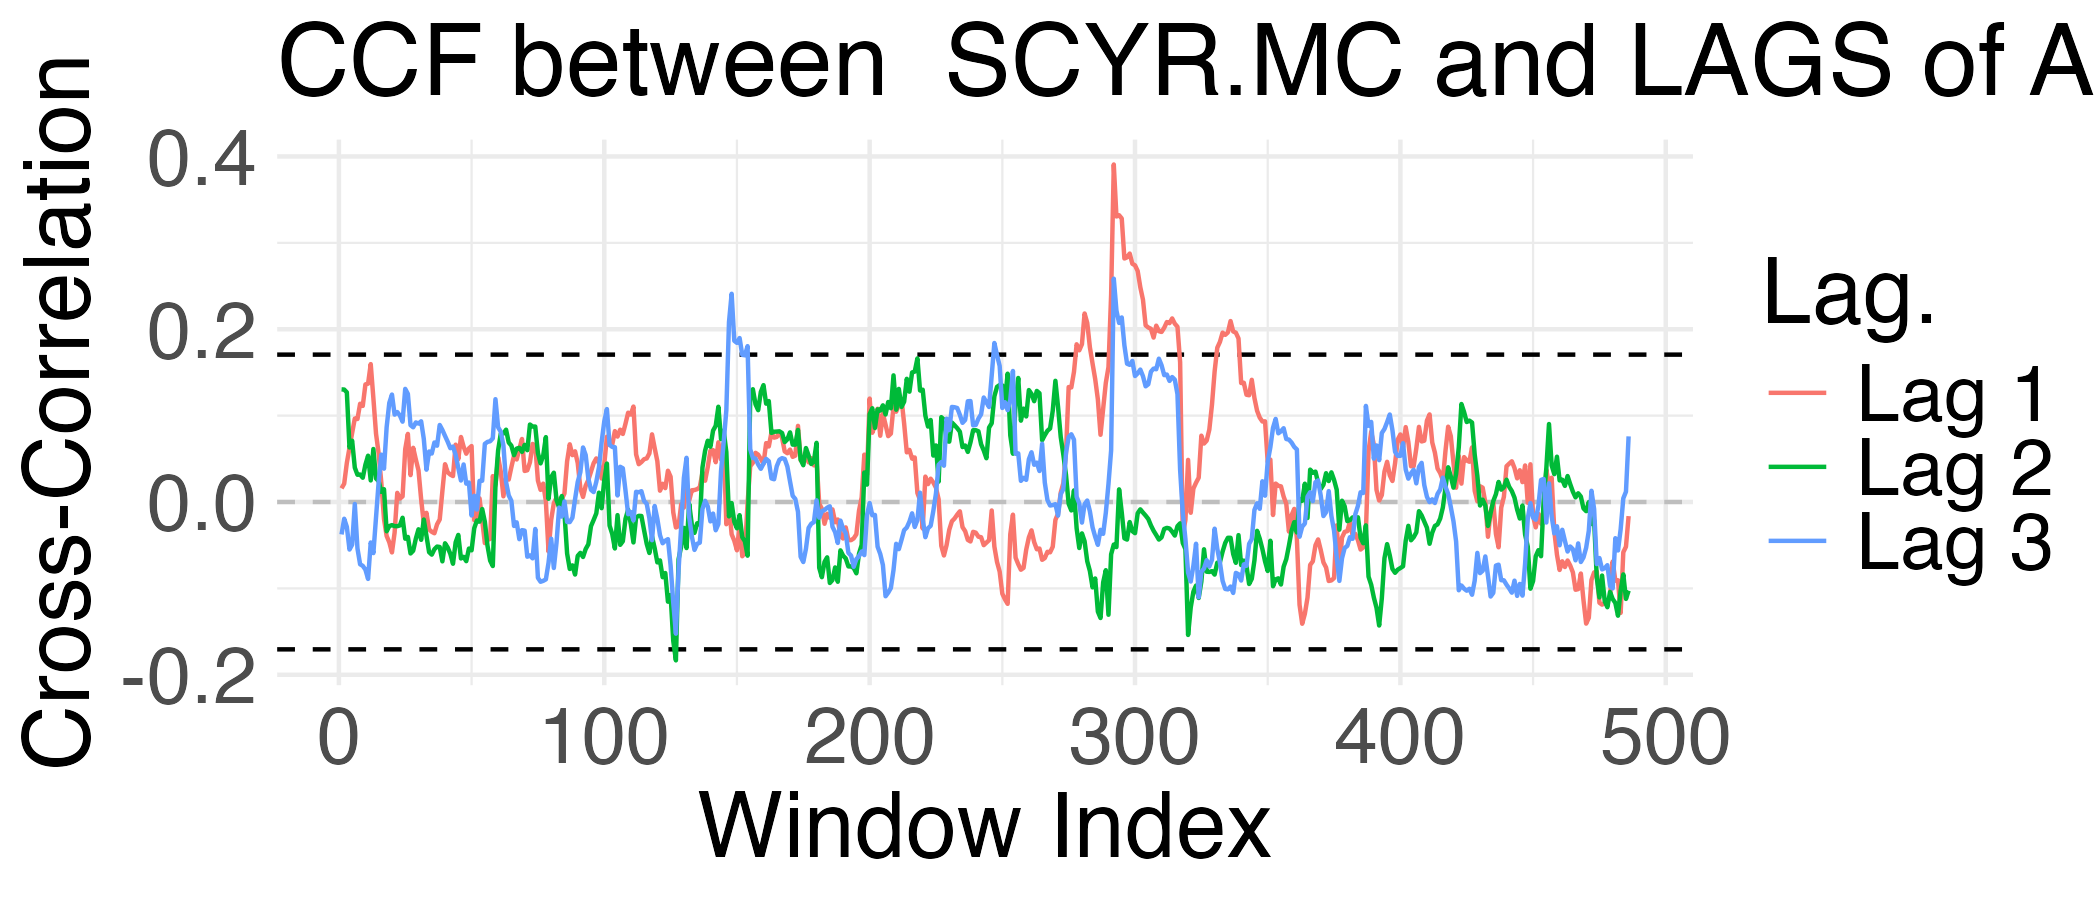 CCF between  SCYR.MC and LAGS of A
Cross-Correlation
0.4
0.2
0.0
-0.2
0 100 200 300 400 500
Window Index
Lag.
Lag 1
Lag 2
Lag 3